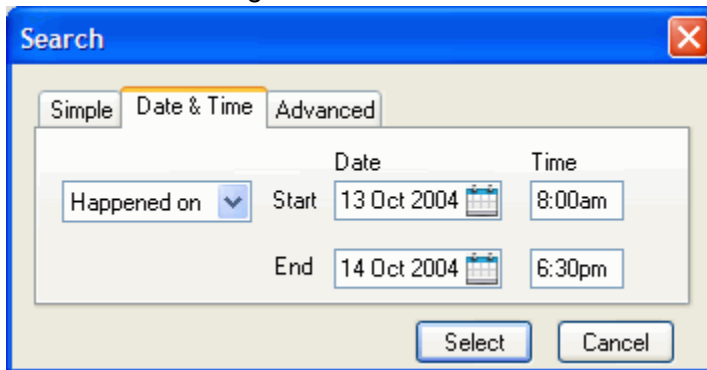 Search
Simple Date & Time Advanced
Date Time
Happened on Start 13 Oct 2004 8:00am
End 14 Oct 2004 6:30pm
Select Cancel